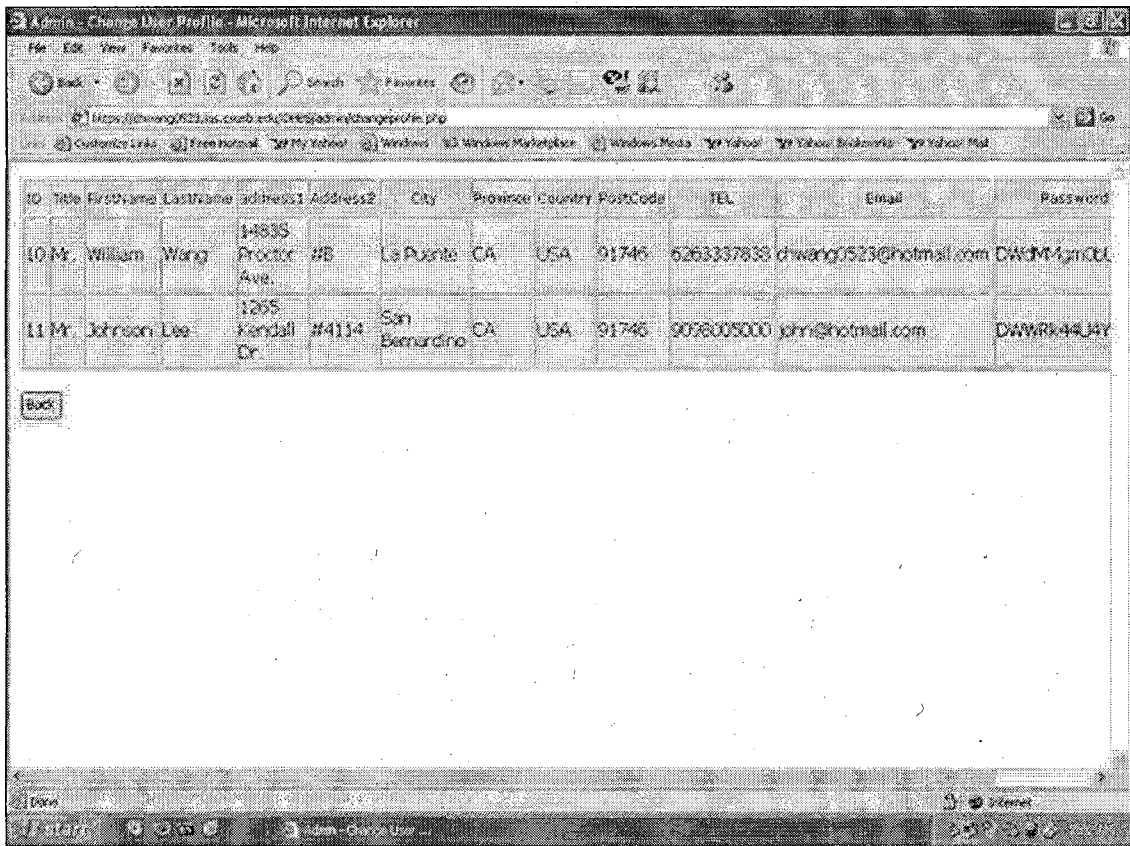 Admin - Change User Profile - Microsoft Internet Explorer
File Edit View Favorites Tools Help
Back Search Favorites
Go
Customize Links Free Hotmail My Yahoo! Windows Windows Marketplace Windows Media Yahoo! Yahoo! Bookmarks Yahoo! Mail
ID Title FirstName LastName address1 Address2 City Province Country PostCode TEL Email Password
10 Mr. William Wang 14835 Proctor Ave. #B La Puente CA USA 91746 6263337838 chwang0523@hotmail.com
11 Mr. Johnson Lee 1265 Kendall Dr. #4114 San Bernardino CA USA 91746 9098005000 john@hotmail.com
Back
Done Internet
start Admin - Change User ...